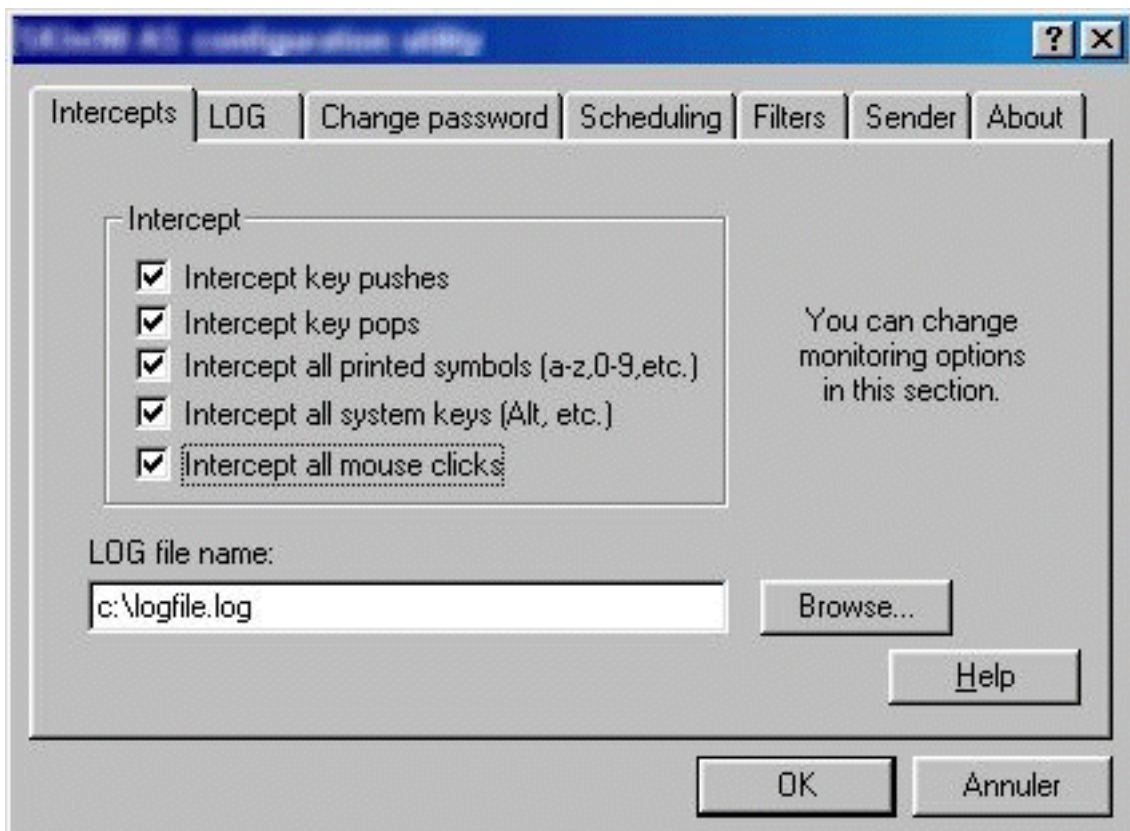 configuration utility
Intercepts LOG Change password Scheduling Filters Sender About
Intercept
Intercept key pushes
Intercept key pops
Intercept all printed symbols (a-z,0-9,etc.)
Intercept all system keys (Alt, etc.)
Intercept all mouse clicks
You can change
monitoring options
in this section.
LOG file name:
c:\logfile.log
Browse...
Help
OK
Annuler